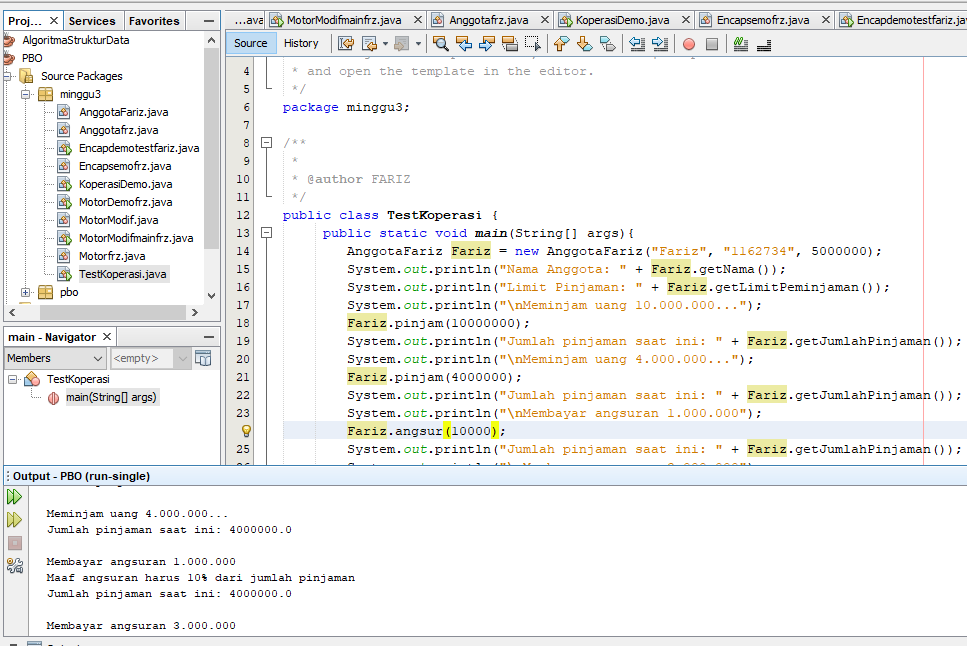 Proj... × Services Favorites
AlgoritmaStrukturData
PBO
Source Packages
minggu3
AnggotaFariz.java
Anggotafrz.java
Encapdemotestfariz.java
Encapsemofrz.java
KoperasiDemo.java
MotorDemofrz.java
MotorModif.java
MotorModifmainfrz.java
Motorfrz.java
TestKoperasi.java
pbo
main - Navigator ×
Members <empty>
TestKoperasi
main(String[] args)
...ava MotorModifmainfrz.java × Anggotafrz.java × KoperasiDemo.java × Encapsemofrz.java × Encapdemotestfariz.jav
Source History
4 * and open the template in the editor.
5 */
6 package minggu3;
7
8 /**
9 *
10 * @author FARIZ
11 */
12 public class TestKoperasi {
13 public static void main(String[] args){
14 AnggotaFariz Fariz = new AnggotaFariz("Fariz", "1162734", 5000000);
15 System.out.println("Nama Anggota: " + Fariz.getNama());
16 System.out.println("Limit Pinjaman: " + Fariz.getLimitPeminjaman());
17 System.out.println("\nMeminjam uang 10.000.000...");
18 Fariz.pinjam(10000000);
19 System.out.println("Jumlah pinjaman saat ini: " + Fariz.getJumlahPinjaman());
20 System.out.println("\nMeminjam uang 4.000.000...");
21 Fariz.pinjam(4000000);
22 System.out.println("Jumlah pinjaman saat ini: " + Fariz.getJumlahPinjaman());
23 System.out.println("\nMembayar angsuran 1.000.000");
Fariz.angsur(10000);
25 System.out.println("Jumlah pinjaman saat ini: " + Fariz.getJumlahPinjaman());
Output - PBO (run-single)
Meminjam uang 4.000.000...
Jumlah pinjaman saat ini: 4000000.0
Membayar angsuran 1.000.000
Maaf angsuran harus 10% dari jumlah pinjaman
Jumlah pinjaman saat ini: 4000000.0
Membayar angsuran 3.000.000